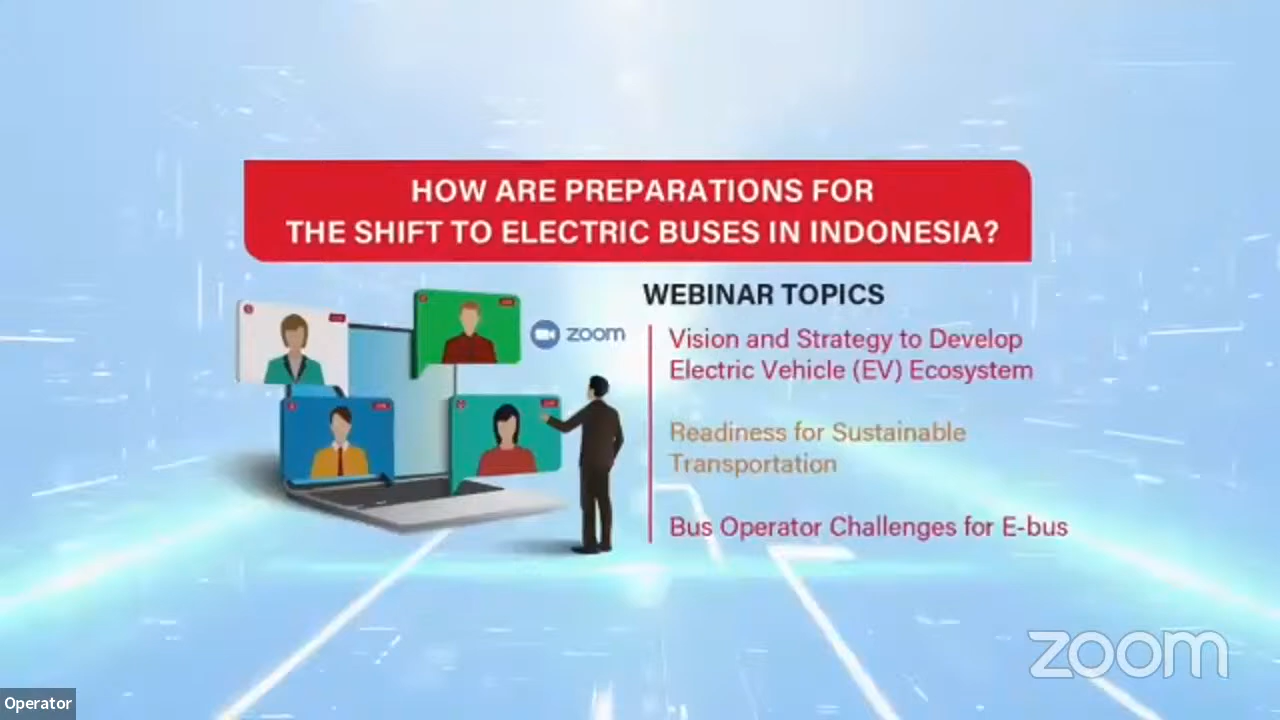 HOW ARE PREPARATIONS FOR
THE SHIFT TO ELECTRIC BUSES IN INDONESIA?
WEBINAR TOPICS
zoom
Vision and Strategy to Develop
Electric Vehicle (EV) Ecosystem
Readiness for Sustainable
Transportation
Bus Operator Challenges for E-bus
zoom
Operator